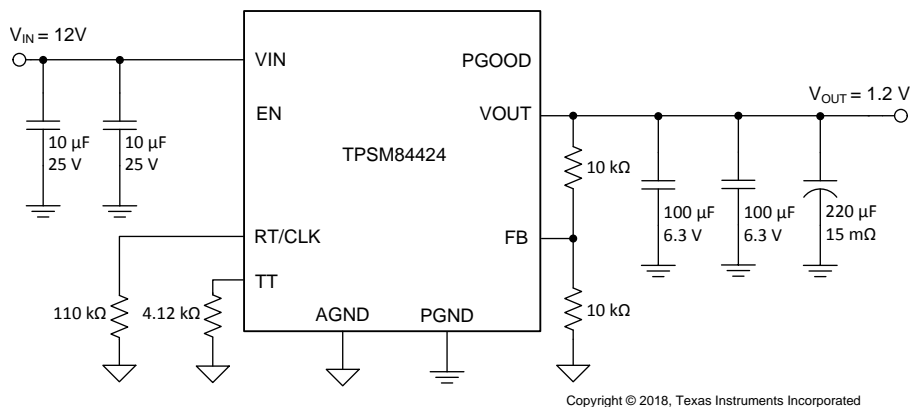 VIN = 12V
10 µF
25 V
10 µF
25 V
VIN
EN
RT/CLK
TT
TPSM84424
PGOOD
VOUT
FB
AGND
PGND
110 kΩ
4.12 kΩ
10 kΩ
10 kΩ
100 µF
6.3 V
100 µF
6.3 V
220 µF
15 mΩ
VOUT = 1.2 V
Copyright © 2018, Texas Instruments Incorporated